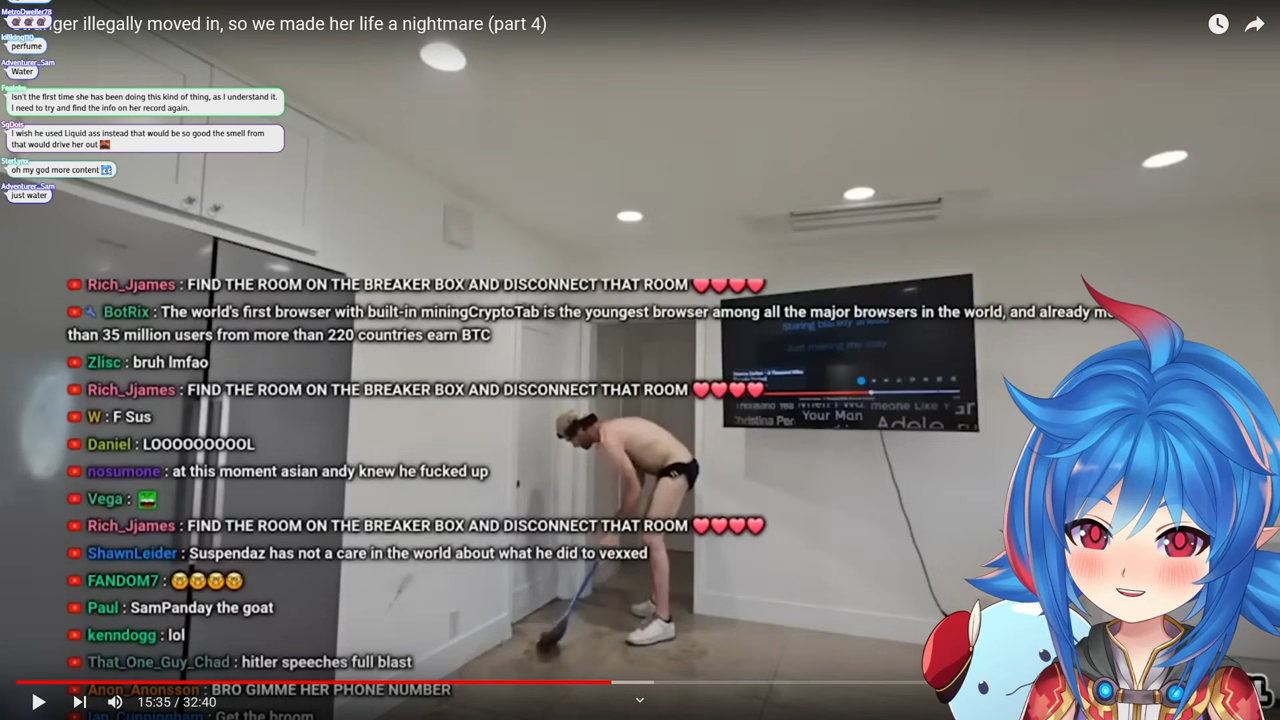 nger illegally moved in, so we made her life a nightmare (part 4)
MetroDweller78
killking110
perfume
Adventurer_Sam
Water
Isn't the first time she has been doing this kind of thing, as I understand it.
I need to try and find the info on her record again.
SgDois
I wish he used Liquid ass instead that would be so good the smell from
that would drive her out
SterLynx
oh my god more content
Adventurer_Sam
just water
Rich_Jjames : FIND THE ROOM ON THE BREAKER BOX AND DISCONNECT THAT ROOM ❤❤❤❤
BotRix : The world's first browser with built-in miningCryptoTab is the youngest browser among all the major browsers in the world, and already
than 35 million users from more than 220 countries earn BTC
Zlisc : bruh lmfao
Rich_Jjames : FIND THE ROOM ON THE BREAKER BOX AND DISCONNECT THAT ROOM ❤❤❤❤
W : F Sus
Daniel : LOOOOOOOOOL
nosumone : at this moment asian andy knew he fucked up
Vega :
Rich_Jjames : FIND THE ROOM ON THE BREAKER BOX AND DISCONNECT THAT ROOM ❤❤❤❤
ShawnLeider : Suspendaz has not a care in the world about what he did to vexxed
FANDOM7 :
Paul : SamPanday the goat
kenndogg : lol
That_One_Guy_Chad : hitler speeches full blast
Anon_Anonsson : BRO GIMME HER PHONE NUMBER
Ian_Cunningham : Get the broom
Your Man
Adele
15:35 / 32:40